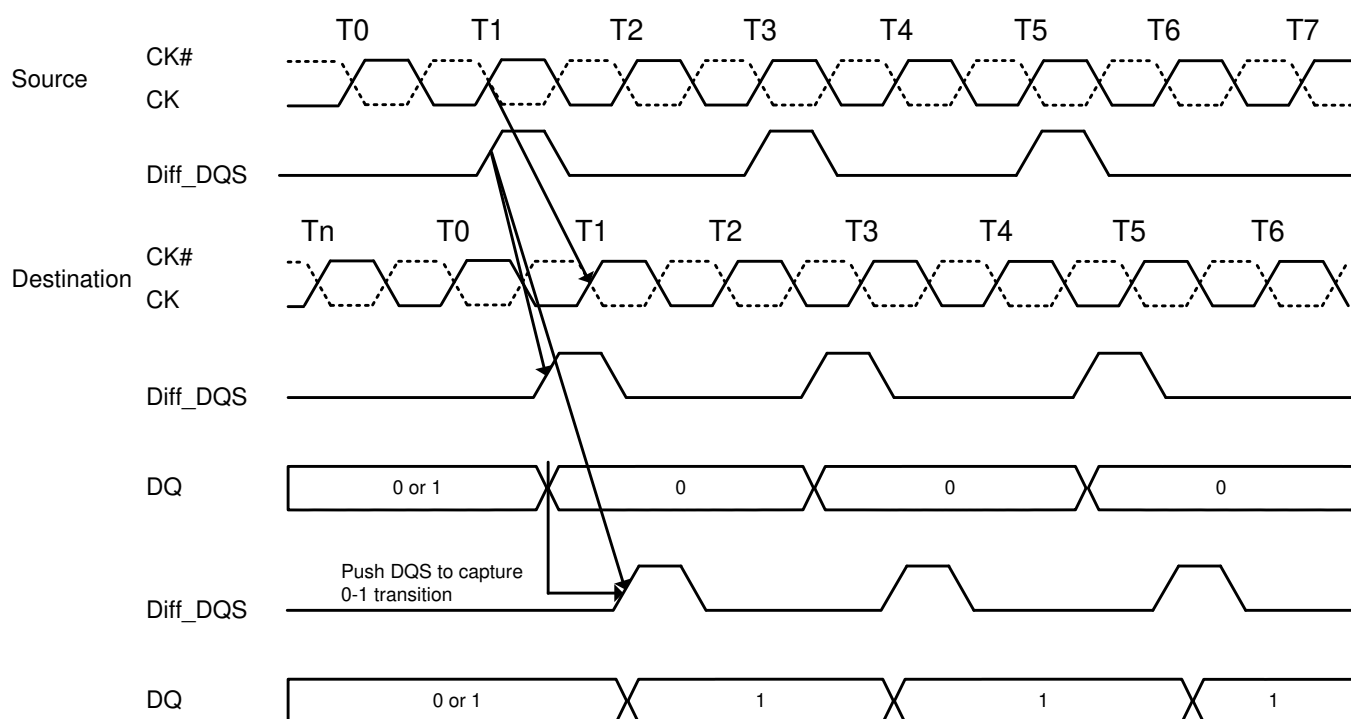 T0 T1 T2 T3 T4 T5 T6 T7
CK#
Source
CK
Diff_DQS
Tn T0 T1 T2 T3 T4 T5 T6
CK#
Destination
CK
Diff_DQS
DQ 0 or 1 0 0 0
Push DQS to capture
0-1 transition
Diff_DQS
DQ 0 or 1 1 1 1